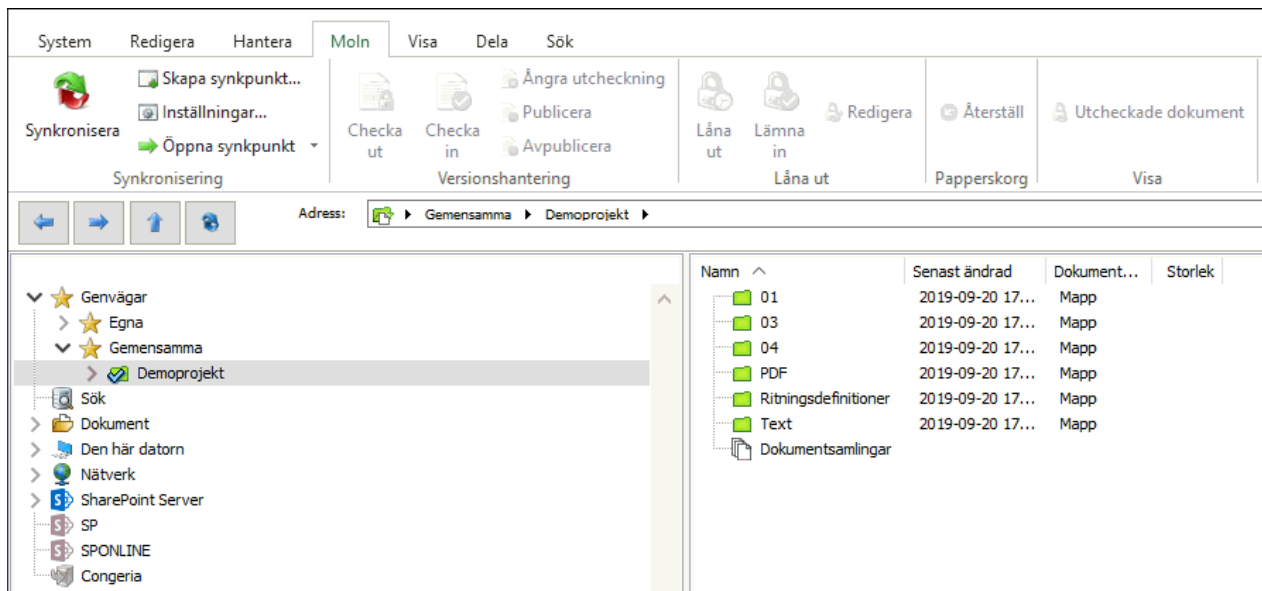 System Redigera Hantera Moln Visa Dela Sök
Synkronisera
Skapa synkpunkt...
Inställningar...
Öppna synkpunkt
Synkronisering
Checka ut
Checka in
Ångra utcheckning
Publicera
Avpublicera
Versionshantering
Låna ut
Lämna in
Redigera
Låna ut
Återställ
Papperskorg
Utcheckade dokument
Visa
Adress: Gemensamma Demoprojekt
Genvägar
Egna
Gemensamma
Demoprojekt
Sök
Dokument
Den här datorn
Nätverk
SharePoint Server
SP
SPONLINE
Congeria
Namn Senast ändrad Dokument... Storlek
01 2019-09-20 17... Mapp
03 2019-09-20 17... Mapp
04 2019-09-20 17... Mapp
PDF 2019-09-20 17... Mapp
Ritningsdefinitioner 2019-09-20 17... Mapp
Text 2019-09-20 17... Mapp
Dokumentsamlingar